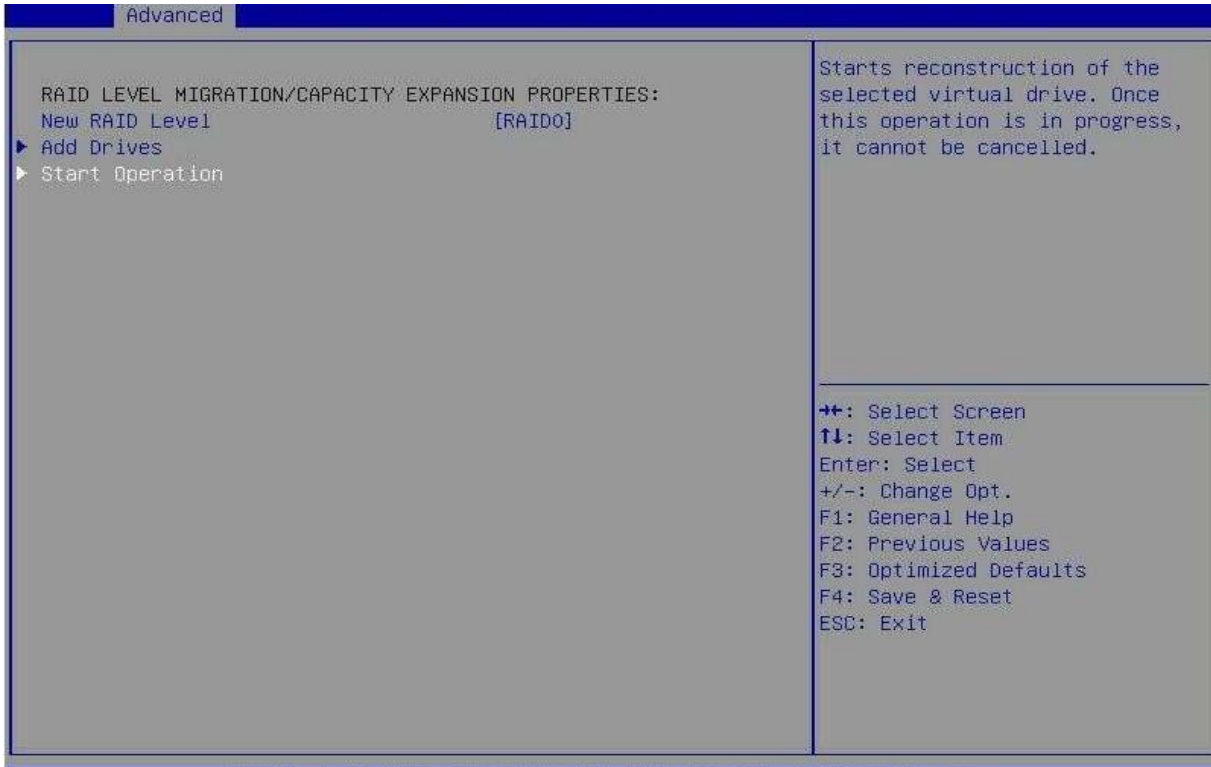 Advanced
RAID LEVEL MIGRATION/CAPACITY EXPANSION PROPERTIES:
New RAID Level [RAID0]
Add Drives
Start Operation
Starts reconstruction of the
selected virtual drive. Once
this operation is in progress,
it cannot be cancelled.
→←: Select Screen
↑↓: Select Item
Enter: Select
+/-: Change Opt.
F1: General Help
F2: Previous Values
F3: Optimized Defaults
F4: Save & Reset
ESC: Exit